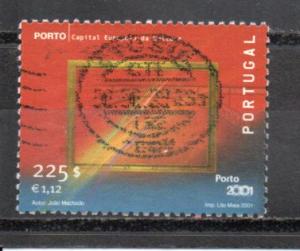 PORTO Capital Europeia da Cultura
PORTUGAL
225$
€1,12
Porto
2001
Autor: João Machado
Imp: Lito Maia 2001